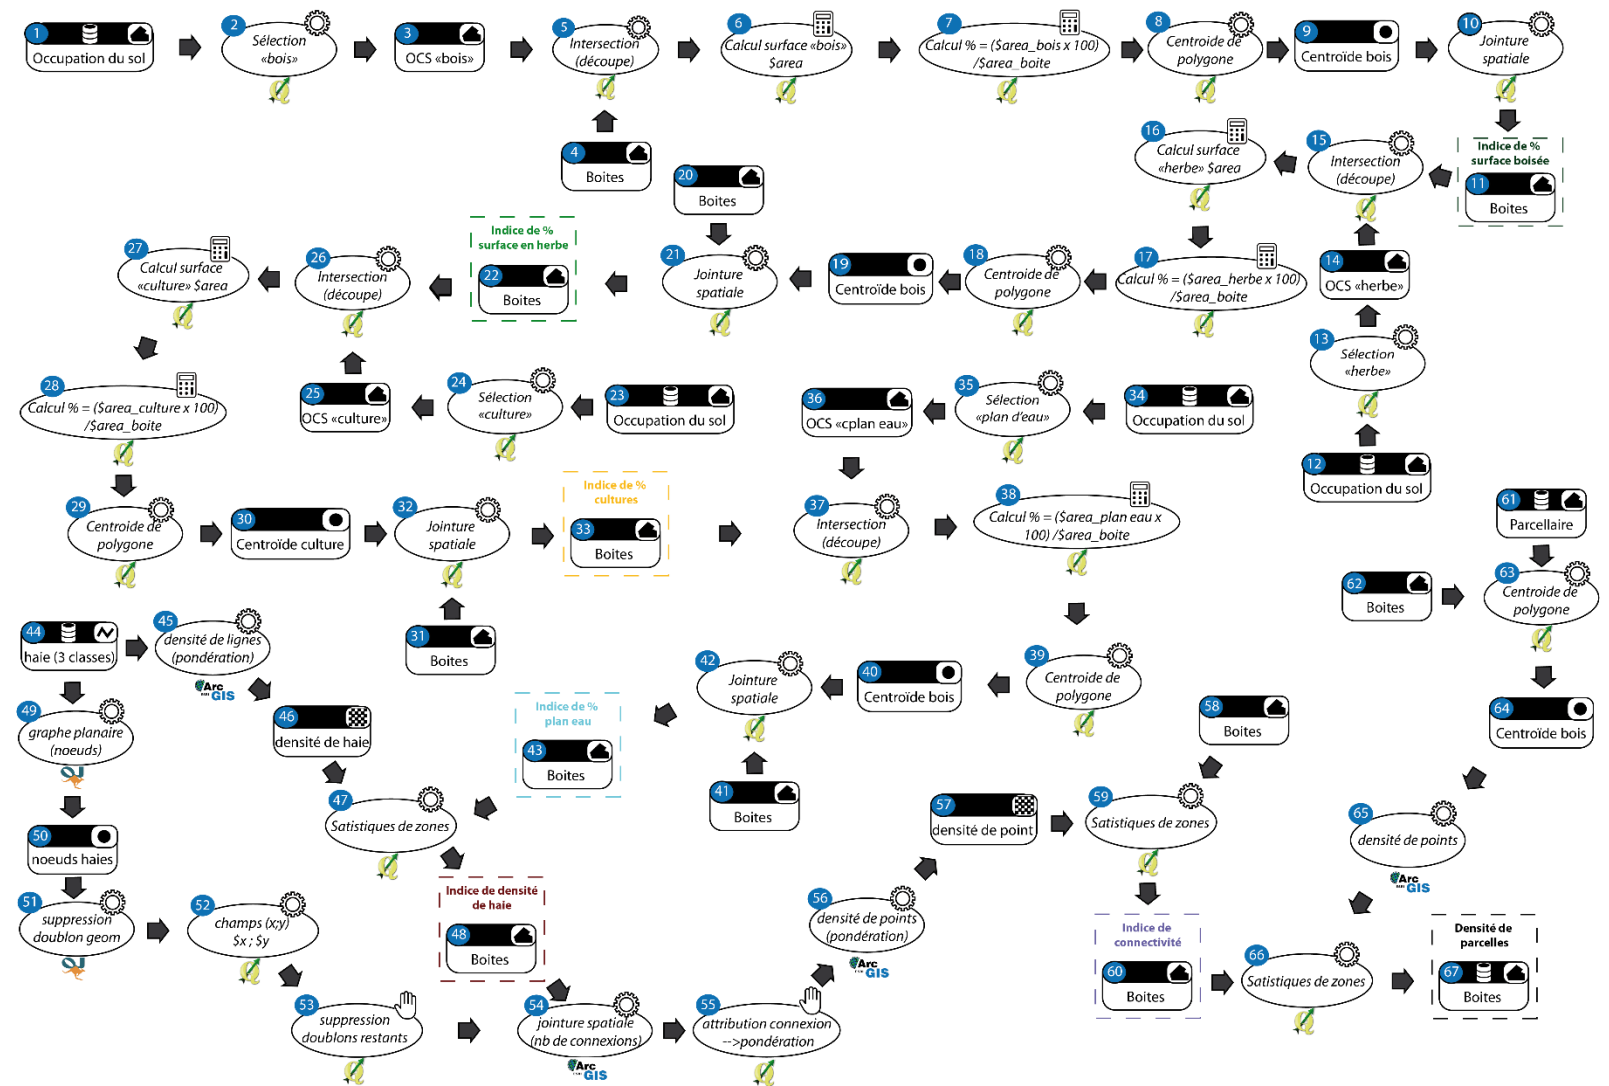 1
Occupation du sol
2
Sélection
«bois»
3
OCS «bois»
4
Boites
5
Intersection
(découpe)
6
Calcul surface «bois»
$area
7
Calcul % = ($area_bois x 100)
/$area_boite
8
Centroide de
polygone
9
Centroïde bois
10
Jointure
spatiale
Indice de %
surface boisée
11
Boites
12
Occupation du sol
13
Sélection
«herbe»
14
OCS «herbe»
15
Intersection
(découpe)
16
Calcul surface
«herbe» $area
17
Calcul % = ($area_herbe x 100)
/$area_boite
18
Centroide de
polygone
19
Centroïde bois
20
Boites
21
Jointure
spatiale
Indice de %
surface en herbe
22
Boites
23
Occupation du sol
24
Sélection
«culture»
25
OCS «culture»
26
Intersection
(découpe)
27
Calcul surface
«culture» $area
28
Calcul % = ($area_culture x 100)
/$area_boite
29
Centroide de
polygone
30
Centroïde culture
31
Boites
32
Jointure
spatiale
Indice de %
cultures
33
Boites
34
Occupation du sol
35
Sélection
«plan d'eau»
36
OCS «cplan eau»
37
Intersection
(découpe)
38
Calcul % = ($area_plan eau x
100) /$area_boite
39
Centroide de
polygone
40
Centroïde bois
41
Boites
42
Jointure
spatiale
Indice de %
plan eau
43
Boites
44
haie (3 classes)
45
densité de lignes
(pondération)
Arc
GIS
46
densité de haie
47
Satistiques de zones
Indice de densité
de haie
48
Boites
49
graphe planaire
(noeuds)
50
noeuds haies
51
suppression
doublon geom
52
champs (x;y)
$x ; $y
53
suppression
doublons restants
54
jointure spatiale
(nb de connexions)
Arc
GIS
55
attribution connexion
-->pondération
56
densité de points
(pondération)
Arc
GIS
57
densité de point
58
Boites
59
Satistiques de zones
Indice de
connectivité
60
Boites
61
Parcellaire
62
Boites
63
Centroide de
polygone
64
Centroïde bois
65
densité de points
Arc
GIS
66
Satistiques de zones
Densité de
parcelles
67
Boites